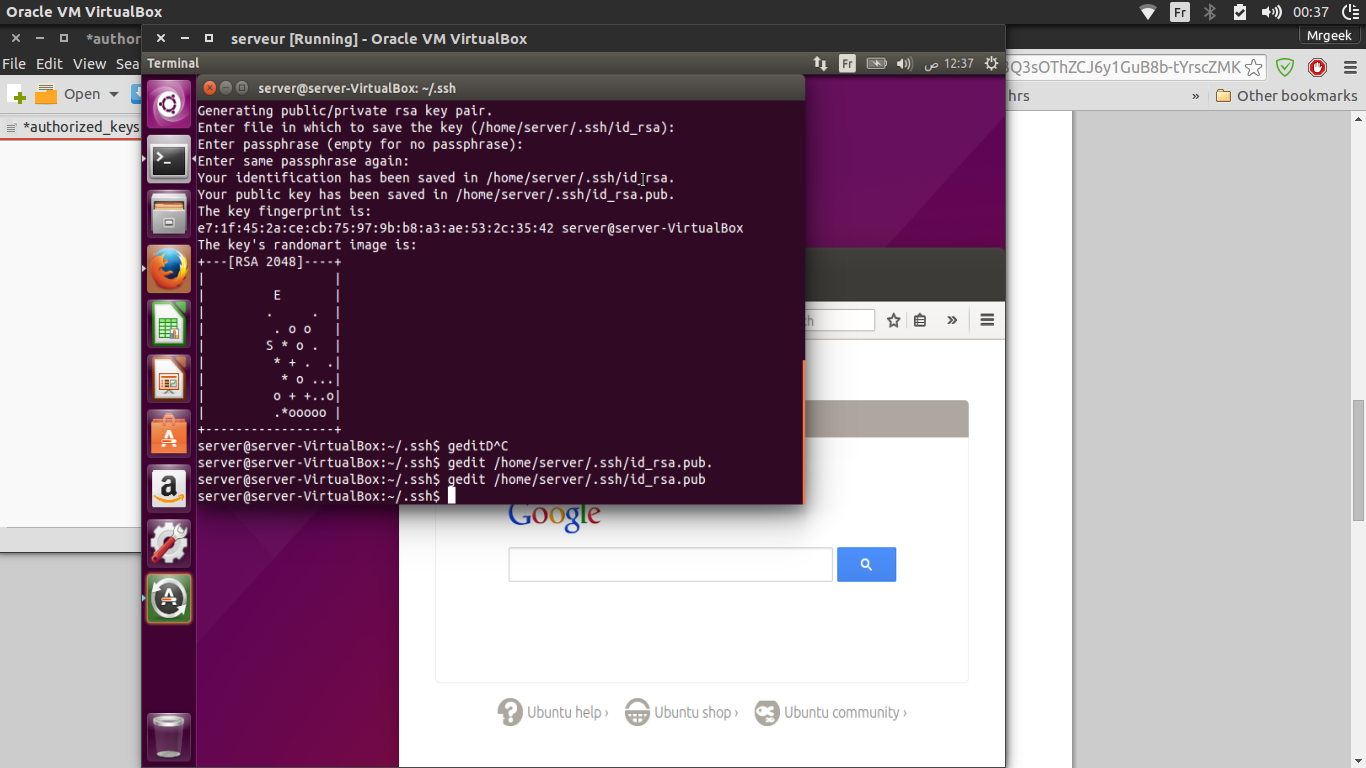 Oracle VM VirtualBox
Fr
00:37
*author
serveur [Running] - Oracle VM VirtualBox
Mrgeek
File Edit View Sea
Terminal
Fr
12:37 ص
3Q3sOThZCJ6y1GuB8b-tYrscZMK
Open
hrs
»
Other bookmarks
*authorized_keys
server@server-VirtualBox: ~/.ssh
Generating public/private rsa key pair.
Enter file in which to save the key (/home/server/.ssh/id_rsa):
Enter passphrase (empty for no passphrase):
Enter same passphrase again:
Your identification has been saved in /home/server/.ssh/id_rsa.
Your public key has been saved in /home/server/.ssh/id_rsa.pub.
The key fingerprint is:
e7:1f:45:2a:ce:cb:75:97:9b:b8:a3:ae:53:2c:35:42 server@server-VirtualBox
The key's randomart image is:
+---[RSA 2048]----+
|                 |
|         E       |
|        .     .  |
|         . o o   |
|        S * o .  |
|         * + .  .|
|          * o ...|
|         o + +..o|
|         .*ooooo |
+-----------------+
server@server-VirtualBox:~/.ssh$ geditD^C
server@server-VirtualBox:~/.ssh$ gedit /home/server/.ssh/id_rsa.pub.
server@server-VirtualBox:~/.ssh$ gedit /home/server/.ssh/id_rsa.pub
server@server-VirtualBox:~/.ssh$
»
Google
Ubuntu help ›
Ubuntu shop ›
Ubuntu community ›